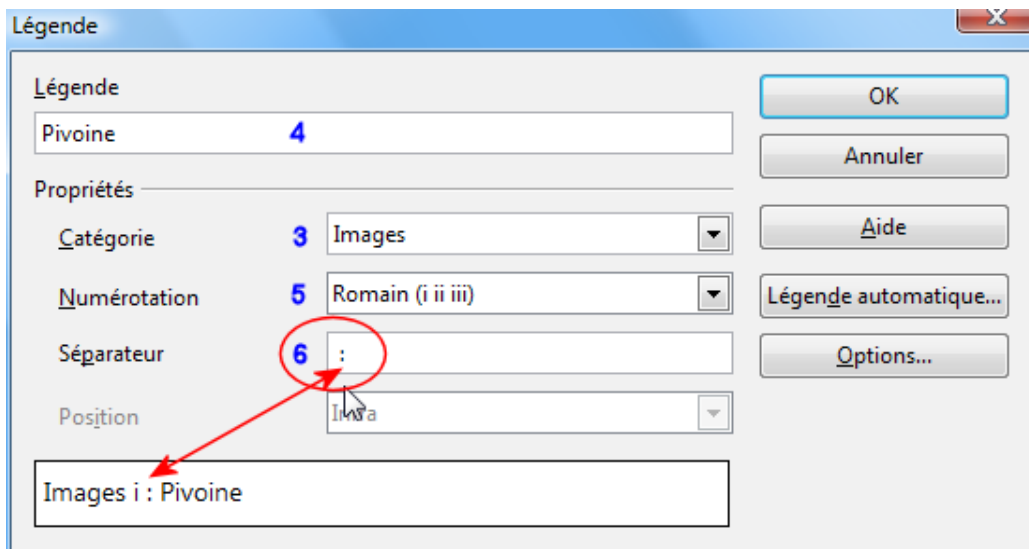 Légende
X
Légende
Pivoine 4
OK
Annuler
Propriétés
Catégorie 3 Images
Aide
Numérotation 5 Romain (i ii iii)
Légende automatique...
Séparateur 6 :
Options...
Position
Images i : Pivoine